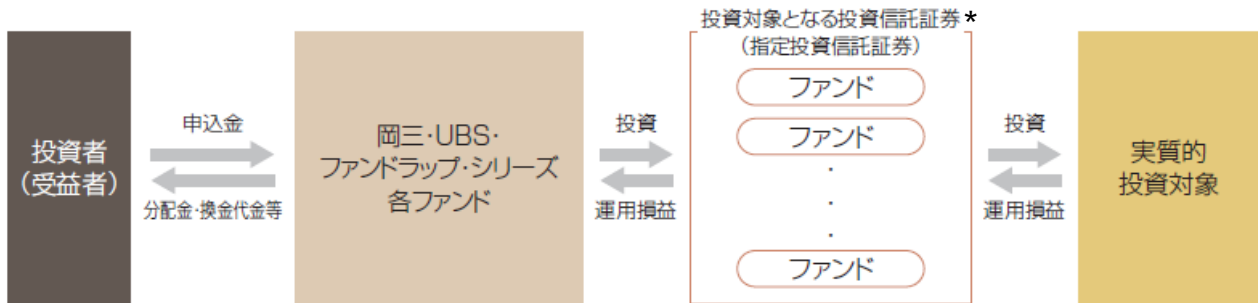 投資対象となる投資信託証券*
（指定投資信託証券）
投資者
（受益者）
申込金
分配金・換金代金等
岡三・UBS・
ファンドラップ・シリーズ
各ファンド
投資
運用損益
ファンド
ファンド
・
・
・
ファンド
投資
運用損益
実質的
投資対象